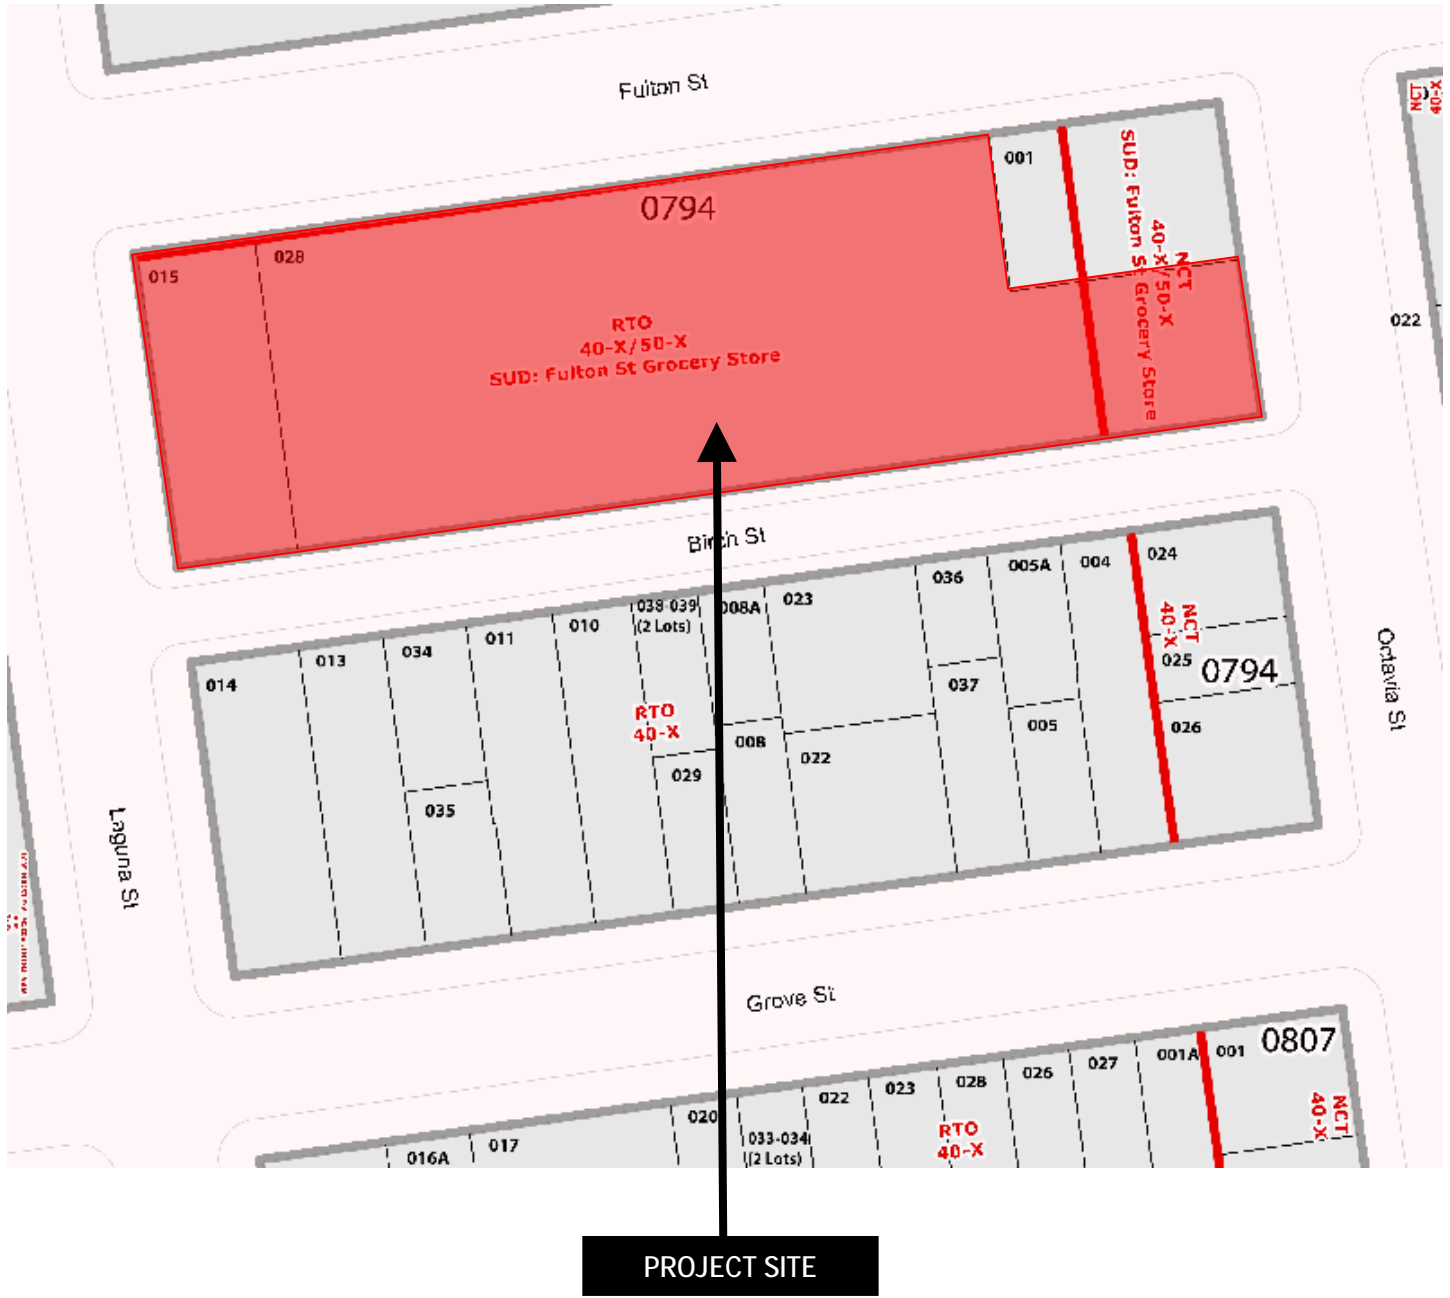 Fulton St
NCT
40-X
001
SUD: Fulton St Grocery Store
40-X/50-X
NCT
0794
028
015
RTO
40-X/50-X
SUD: Fulton St Grocery Store
022
Birch St
024
004
005A
036
023
008A
038-039
(2 Lots)
010
011
034
013
014
NCT
40-X
025
0794
026
037
005
022
008
029
RTO
40-X
035
Octavia St
Laguna St
Grove St
0807
001
001A
027
026
028
023
022
020
033-034
(2 Lots)
017
016A
RTO
40-X
NCT
40-X
PROJECT SITE